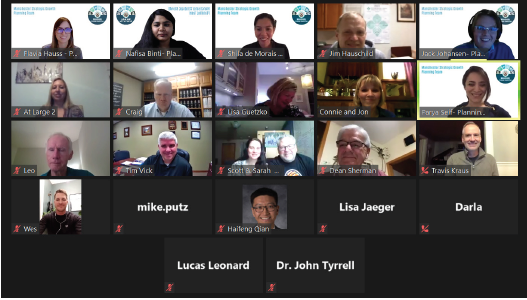 Flavia Hauss - P...
Nafisa Binti- Pla...
Shila de Morais ...
Jim Hauschild
Jack Johansen- Pla...
At Large 2
Craig
Lisa Guetzko
Connie and Jon
Parya Seif- Plannin...
Leo
Tim Vick
Scott B. Sarah ...
Dean Sherman
Travis Kraus
Wes
mike.putz
Haifeng Qian
Lisa Jaeger
Darla
Lucas Leonard
Dr. John Tyrrell